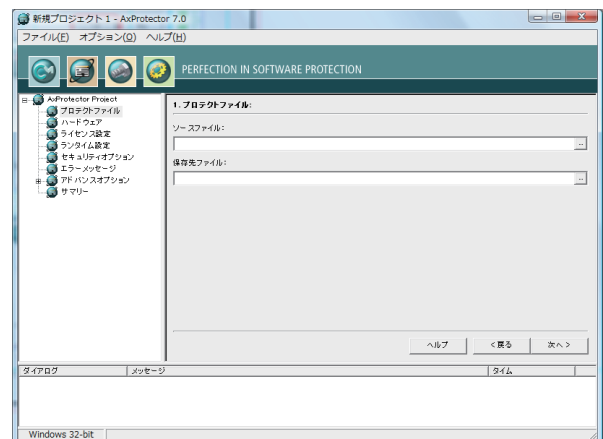 新規プロジェクト 1 - AxProtector 7.0
ファイル(F) オプション(O) ヘルプ(H)
PERFECTION IN SOFTWARE PROTECTION
AxProtector Project
プロテクトファイル
ハードウェア
ライセンス設定
ランタイム設定
セキュリティオプション
エラーメッセージ
アドバンスオプション
サマリー
1. プロテクトファイル:
ソースファイル:
...
保存先ファイル:
...
ヘルプ
< 戻る
次へ >
ダイアログ メッセージ タイム
Windows 32-bit